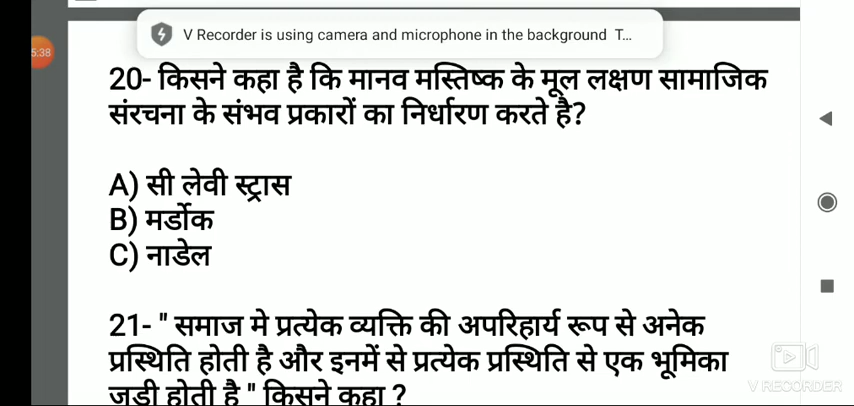 V Recorder is using camera and microphone in the background T...
5:38
20- किसने कहा है कि मानव मस्तिष्क के मूल लक्षण सामाजिक
संरचना के संभव प्रकारों का निर्धारण करते है?
A) सी लेवी स्ट्रास
B) मर्डोक
C) नाडेल
21- " समाज मे प्रत्येक व्यक्ति की अपरिहार्य रूप से अनेक
प्रस्थिति होती है और इनमें से प्रत्येक प्रस्थिति से एक भूमिका
जुडी होती है " किसने कहा ?
V RECORDER